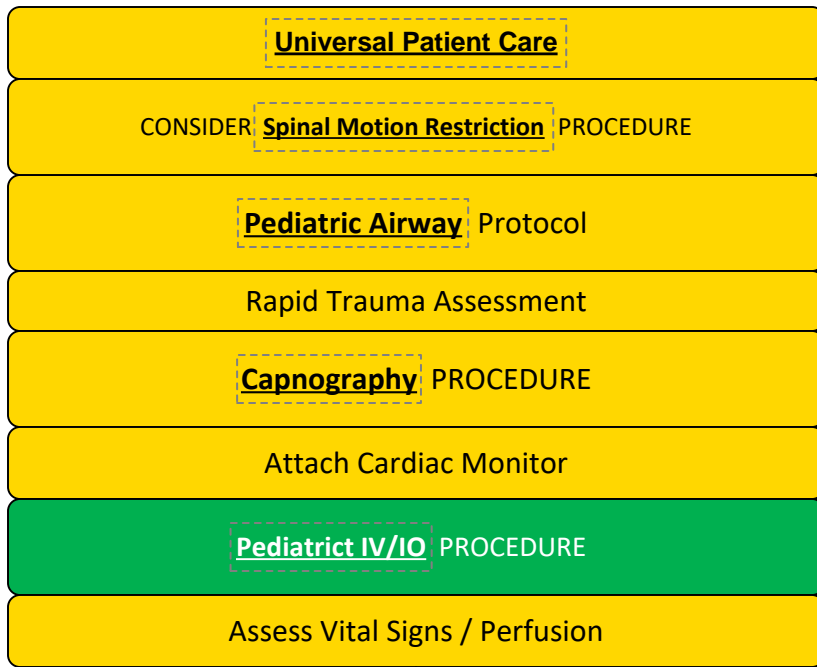 Universal Patient Care
CONSIDER Spinal Motion Restriction PROCEDURE
Pediatric Airway Protocol
Rapid Trauma Assessment
Capnography PROCEDURE
Attach Cardiac Monitor
Pediatrict IV/IO PROCEDURE
Assess Vital Signs / Perfusion